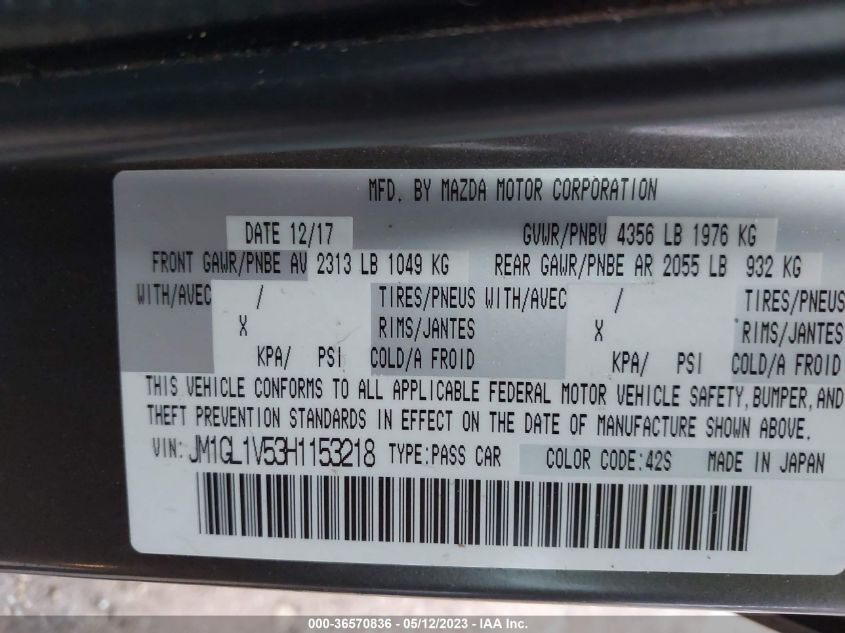 MFD. BY MAZDA MOTOR CORPORATION
DATE 12/17 GVWR/PNBV 4356 LB 1976 KG
FRONT GAWR/PNBE AV 2313 LB 1049 KG REAR GAWR/PNBE AR 2055 LB 932 KG
WITH/AVEC / TIRES/PNEUS WITH/AVEC / TIRES/PNEUS
X RIMS/JANTES X RIMS/JANTES
KPA/ PSI COLD/A FROID KPA/ PSI COLD/A FROID
THIS VEHICLE CONFORMS TO ALL APPLICABLE FEDERAL MOTOR VEHICLE SAFETY, BUMPER, AND
THEFT PREVENTION STANDARDS IN EFFECT ON THE DATE OF MANUFACTURE SHOWN ABOVE.
VIN: JM1GL1V53H1153218 TYPE:PASS CAR COLOR CODE:42S MADE IN JAPAN
000-36570836 - 05/12/2023 - IAA Inc.